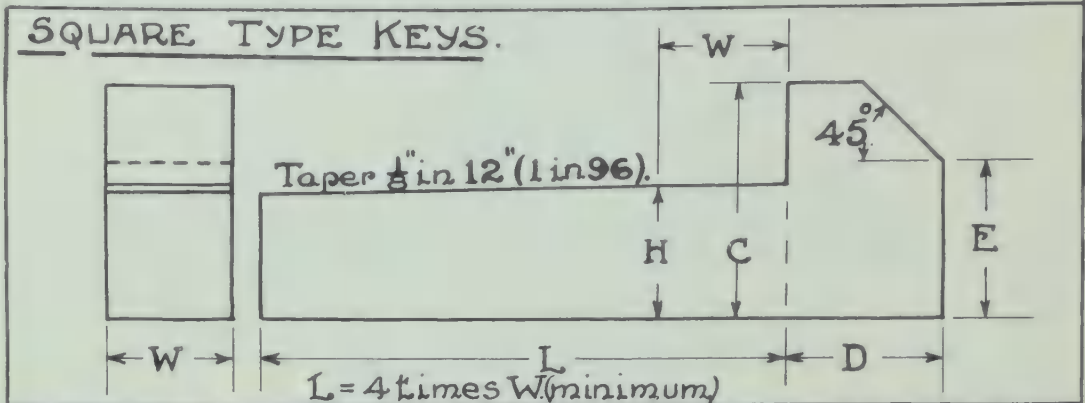 SQUARE TYPE KEYS.
W
45°
Taper ⅛" in 12" (1 in 96).
H
C
E
W
L
D
L = 4 times W. (minimum)